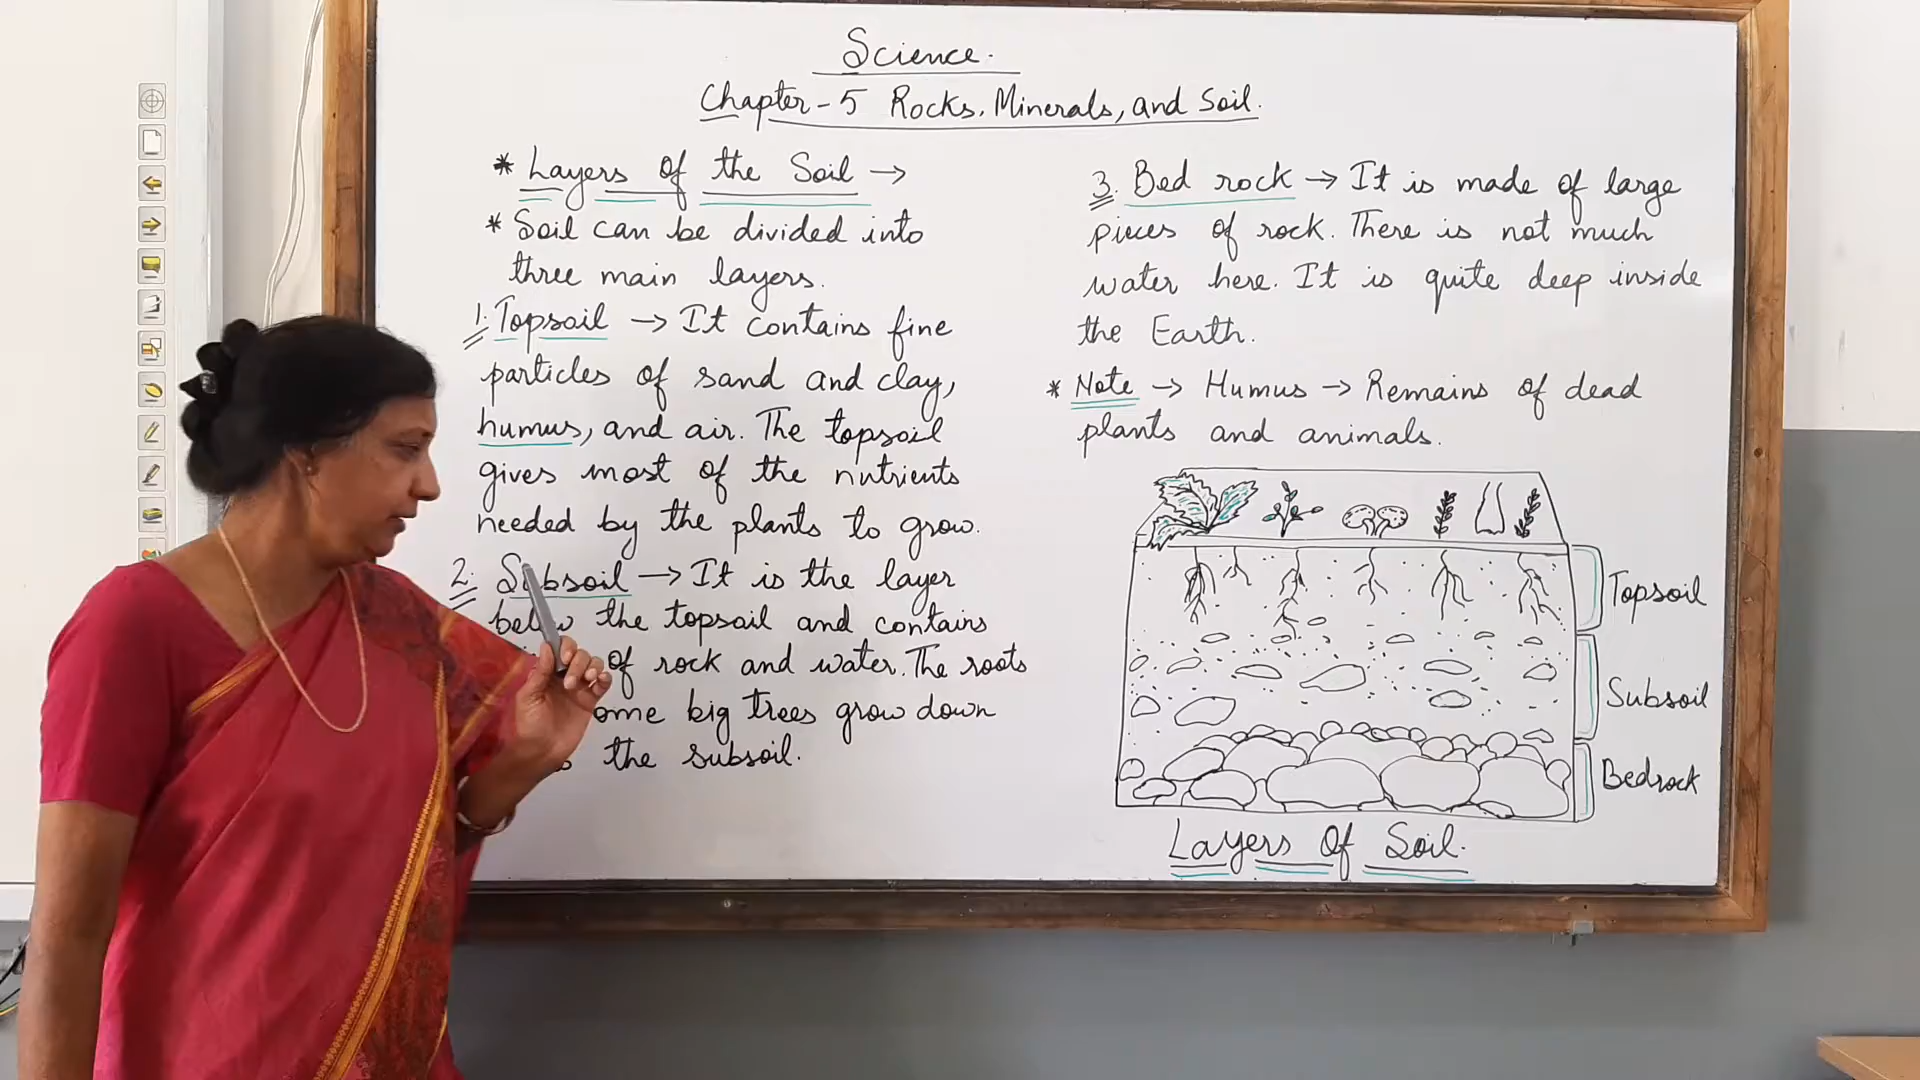 Science.
Chapter-5 Rocks, Minerals, and Soil.
* Layers of the Soil →
* Soil can be divided into
three main layers.
1. Topsoil → It contains fine
particles of sand and clay,
humus, and air. The topsoil
gives most of the nutrients
needed by the plants to grow.
2. Subsoil → It is the layer
below the topsoil and contains
of rock and water. The roots
big trees grow down
the subsoil.
3. Bed rock → It is made of large
pieces of rock. There is not much
water here. It is quite deep inside
the Earth.
* Note → Humus → Remains of dead
plants and animals.
Topsoil
Subsoil
Bedrock
Layers Of Soil.